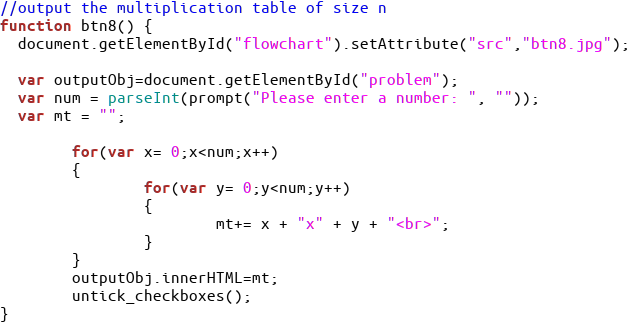 //output the multiplication table of size n
function btn8() {
  document.getElementById("flowchart").setAttribute("src","btn8.jpg");

  var outputObj=document.getElementById("problem");
  var num = parseInt(prompt("Please enter a number: ", ""));
  var mt = "";

        for(var x= 0;x<num;x++)
        {
                for(var y= 0;y<num;y++)
                {
                        mt+= x + "x" + y + "<br>";
                }
        }
        outputObj.innerHTML=mt;
        untick_checkboxes();
}